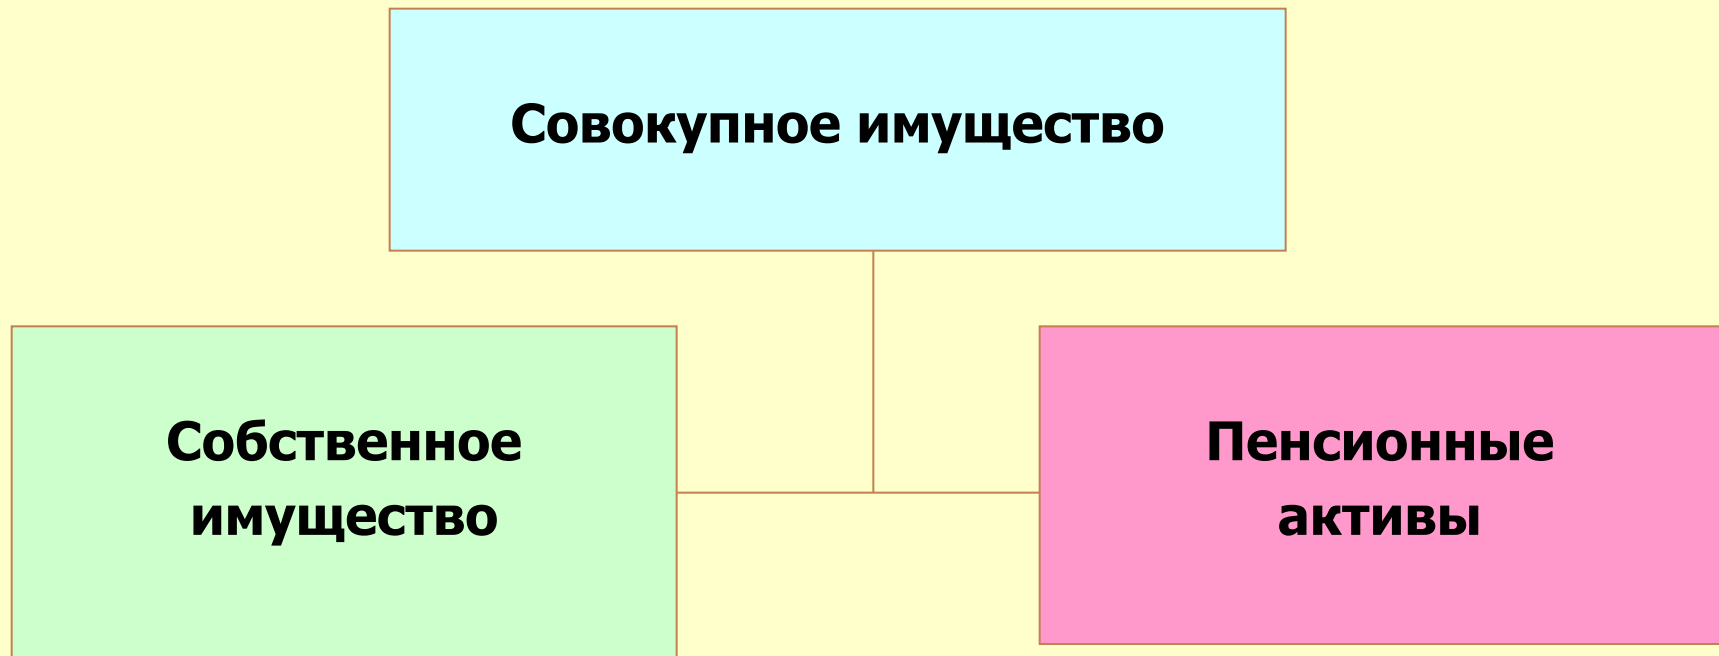 Совокупное имущество
Собственное
имущество
Пенсионные
активы